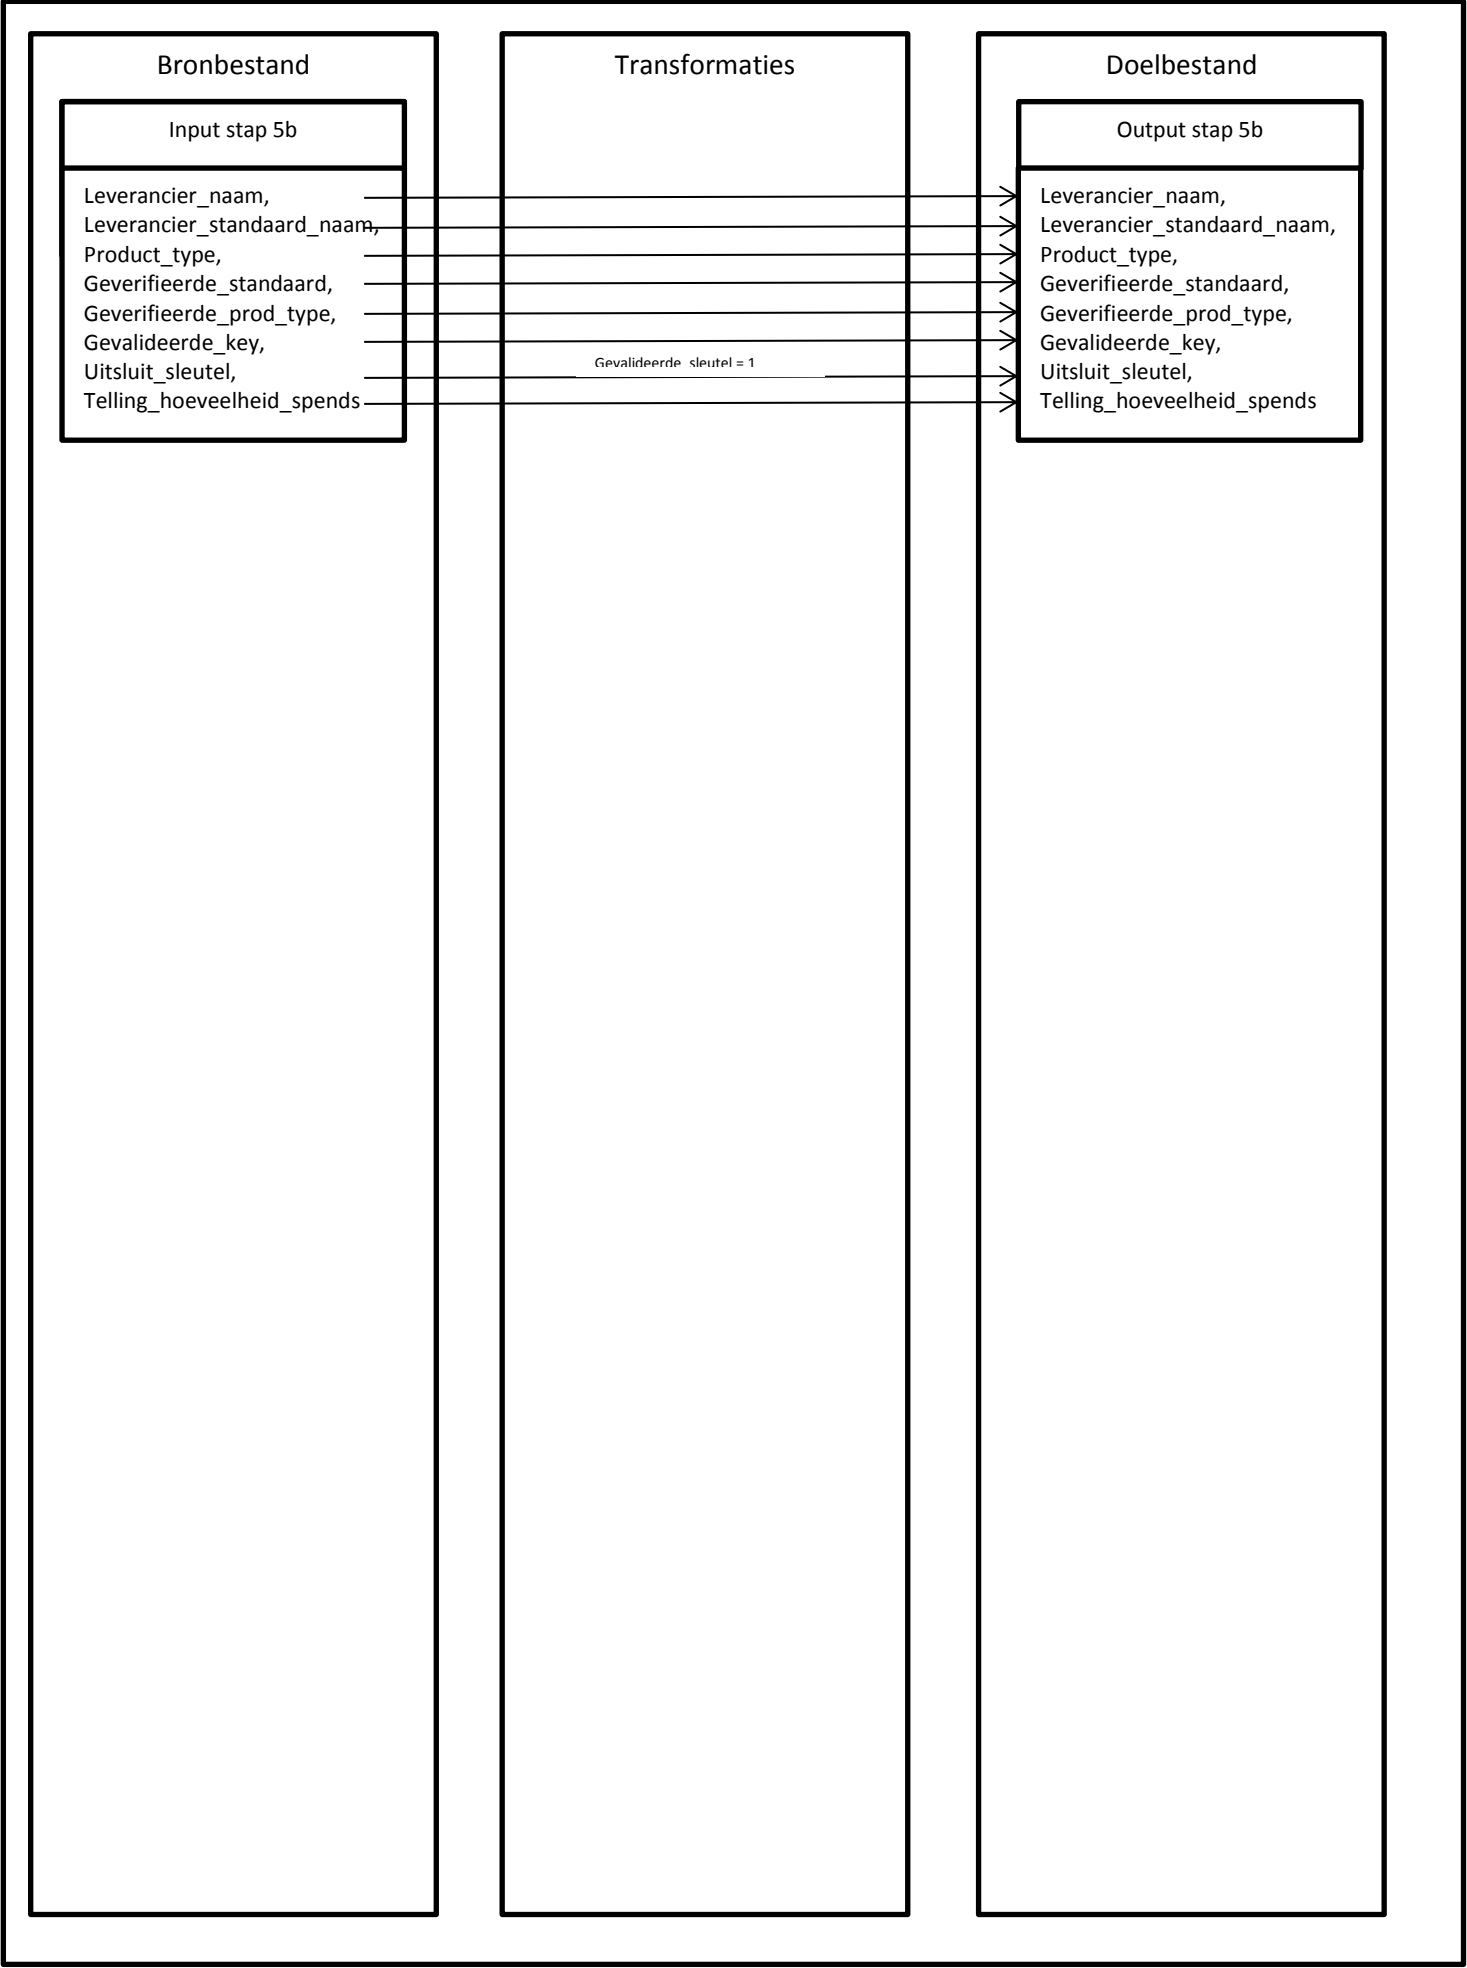 Bronbestand
Transformaties
Doelbestand
Input stap 5b
Output stap 5b
Leverancier_naam,
Leverancier_standaard_naam,
Product_type,
Geverifieerde_standaard,
Geverifieerde_prod_type,
Gevalideerde_key,
Uitsluit_sleutel,
Telling_hoeveelheid_spends
Gevalideerde_sleutel = 1
Leverancier_naam,
Leverancier_standaard_naam,
Product_type,
Geverifieerde_standaard,
Geverifieerde_prod_type,
Gevalideerde_key,
Uitsluit_sleutel,
Telling_hoeveelheid_spends